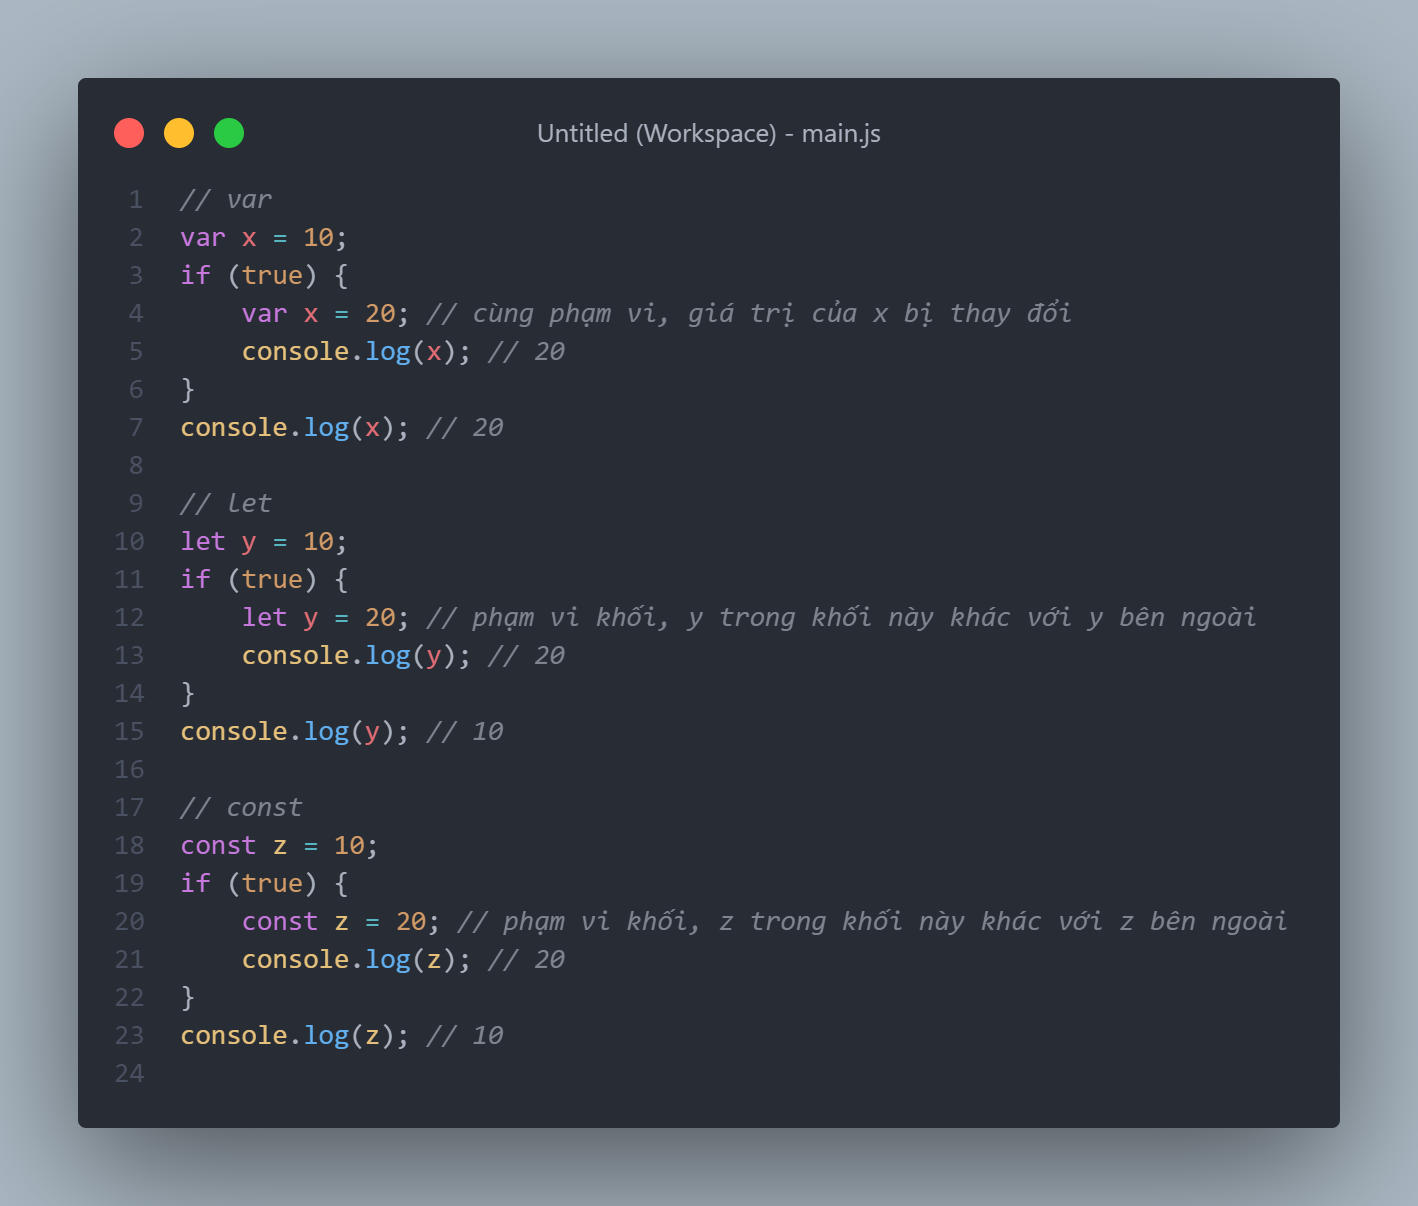 Untitled (Workspace) - main.js
1 // var
2 var x = 10;
3 if (true) {
4     var x = 20; // cùng phạm vi, giá trị của x bị thay đổi
5     console.log(x); // 20
6 }
7 console.log(x); // 20
8
9 // let
10 let y = 10;
11 if (true) {
12     let y = 20; // phạm vi khối, y trong khối này khác với y bên ngoài
13     console.log(y); // 20
14 }
15 console.log(y); // 10
16
17 // const
18 const z = 10;
19 if (true) {
20     const z = 20; // phạm vi khối, z trong khối này khác với z bên ngoài
21     console.log(z); // 20
22 }
23 console.log(z); // 10
24